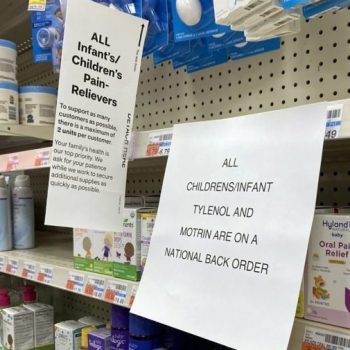 ALL
Infant's/
Children's
Pain-
Relievers
To support as many
customers as possible,
there is a maximum of
2 units per customer.
Your family's health is
our top priority. We
ask for your patience
while we work to secure
additional supplies as
quickly as possible.
ALL
CHILDRENS/INFANT
TYLENOL AND
MOTRIN ARE ON A
NATIONAL BACK ORDER
49
Hyland's
baby
Oral Pain
Relief